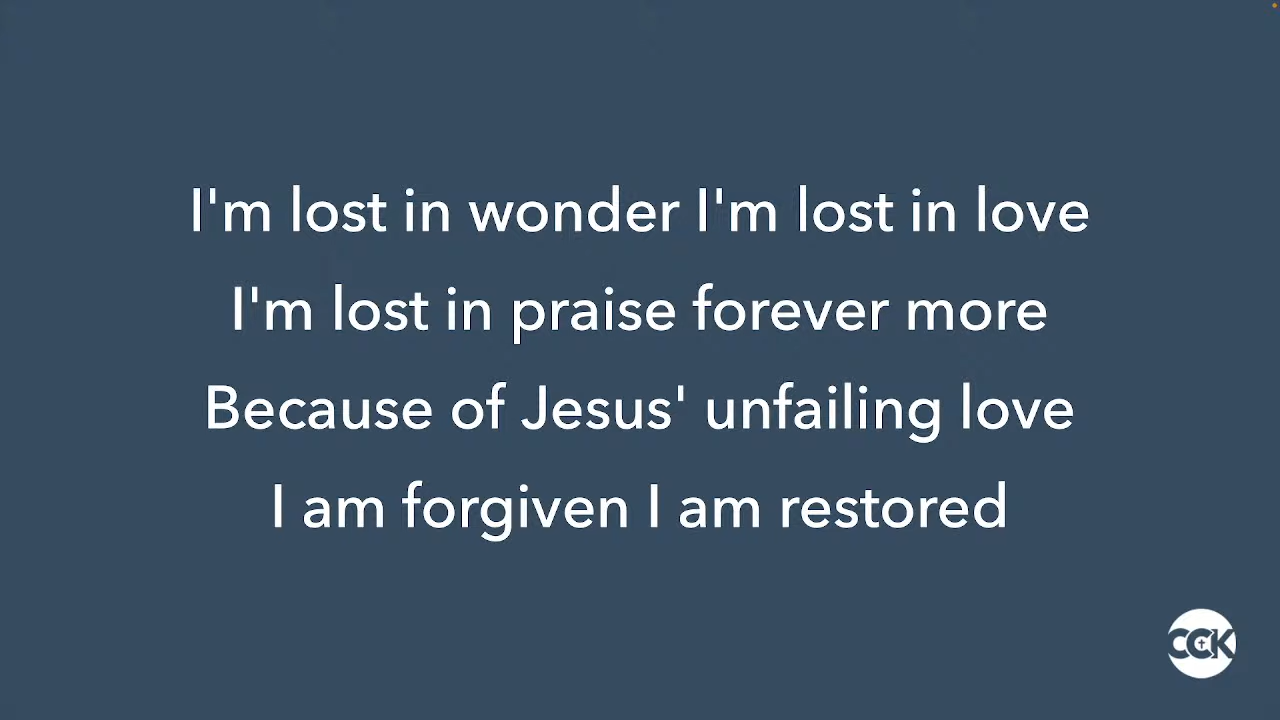 I'm lost in wonder I'm lost in love
I'm lost in praise forever more
Because of Jesus' unfailing love
I am forgiven I am restored
CCK